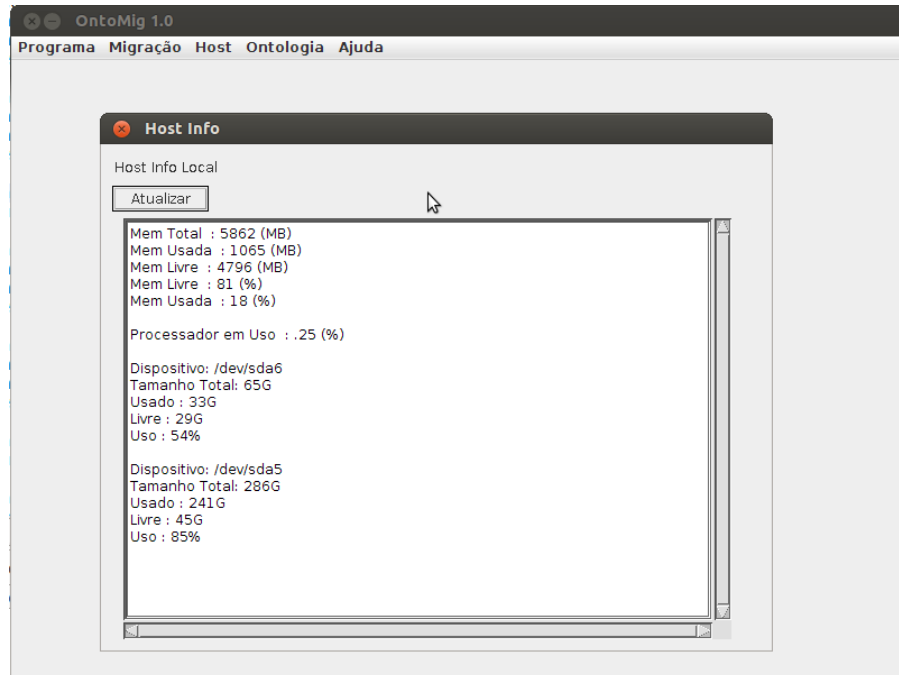 OntoMig 1.0
Programa Migração Host Ontologia Ajuda
Host Info
Host Info Local
Atualizar
Mem Total : 5862 (MB)
Mem Usada : 1065 (MB)
Mem Livre : 4796 (MB)
Mem Livre : 81 (%)
Mem Usada : 18 (%)
Processador em Uso : .25 (%)
Dispositivo: /dev/sda6
Tamanho Total: 65G
Usado : 33G
Livre : 29G
Uso : 54%
Dispositivo: /dev/sda5
Tamanho Total: 286G
Usado : 241G
Livre : 45G
Uso : 85%